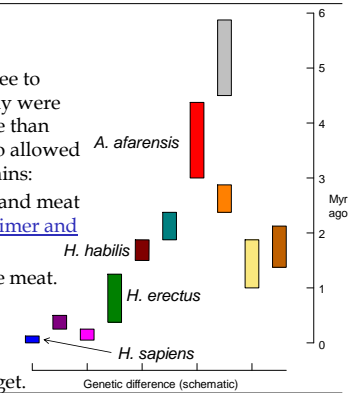 ee to
y were
e than
o allowed
ins:
and meat
imer and
e meat.
get.
6
5
4
3
2
1
0
Myr
ago
A. afarensis
H. habilis
H. erectus
H. sapiens
Genetic difference (schematic)